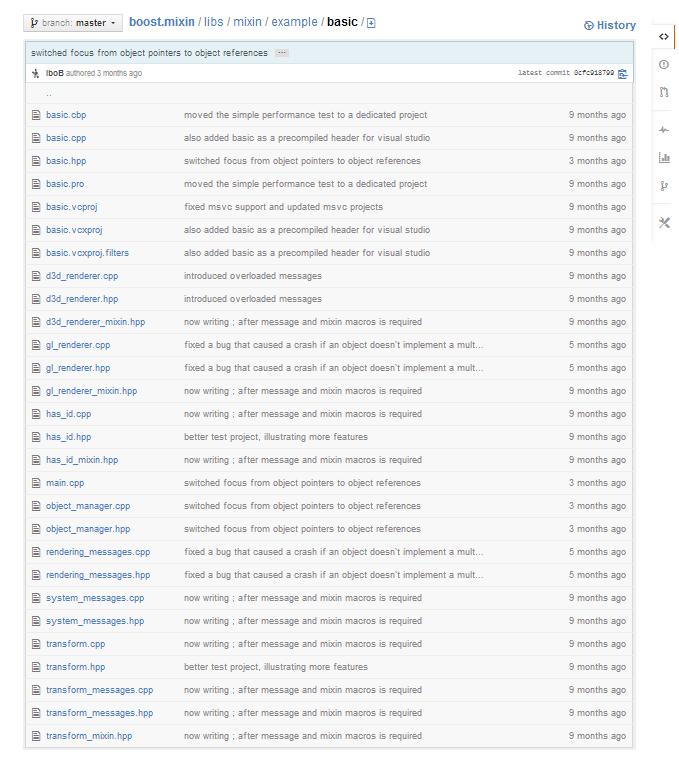 branch: master boost.mixin / libs / mixin / example / basic / History
switched focus from object pointers to object references ...
iboB authored 3 months ago latest commit 0cfc918799
..
basic.cbp moved the simple performance test to a dedicated project 9 months ago
basic.cpp also added basic as a precompiled header for visual studio 9 months ago
basic.hpp switched focus from object pointers to object references 3 months ago
basic.pro moved the simple performance test to a dedicated project 9 months ago
basic.vcproj fixed msvc support and updated msvc projects 9 months ago
basic.vcxproj also added basic as a precompiled header for visual studio 9 months ago
basic.vcxproj.filters also added basic as a precompiled header for visual studio 9 months ago
d3d_renderer.cpp introduced overloaded messages 9 months ago
d3d_renderer.hpp introduced overloaded messages 9 months ago
d3d_renderer_mixin.hpp now writing ; after message and mixin macros is required 9 months ago
gl_renderer.cpp fixed a bug that caused a crash if an object doesn't implement a mult... 5 months ago
gl_renderer.hpp fixed a bug that caused a crash if an object doesn't implement a mult... 5 months ago
gl_renderer_mixin.hpp now writing ; after message and mixin macros is required 9 months ago
has_id.cpp now writing ; after message and mixin macros is required 9 months ago
has_id.hpp better test project, illustrating more features 9 months ago
has_id_mixin.hpp now writing ; after message and mixin macros is required 9 months ago
main.cpp switched focus from object pointers to object references 3 months ago
object_manager.cpp switched focus from object pointers to object references 3 months ago
object_manager.hpp switched focus from object pointers to object references 3 months ago
rendering_messages.cpp fixed a bug that caused a crash if an object doesn't implement a mult... 5 months ago
rendering_messages.hpp fixed a bug that caused a crash if an object doesn't implement a mult... 5 months ago
system_messages.cpp now writing ; after message and mixin macros is required 9 months ago
system_messages.hpp now writing ; after message and mixin macros is required 9 months ago
transform.cpp now writing ; after message and mixin macros is required 9 months ago
transform.hpp better test project, illustrating more features 9 months ago
transform_messages.cpp now writing ; after message and mixin macros is required 9 months ago
transform_messages.hpp now writing ; after message and mixin macros is required 9 months ago
transform_mixin.hpp now writing ; after message and mixin macros is required 9 months ago